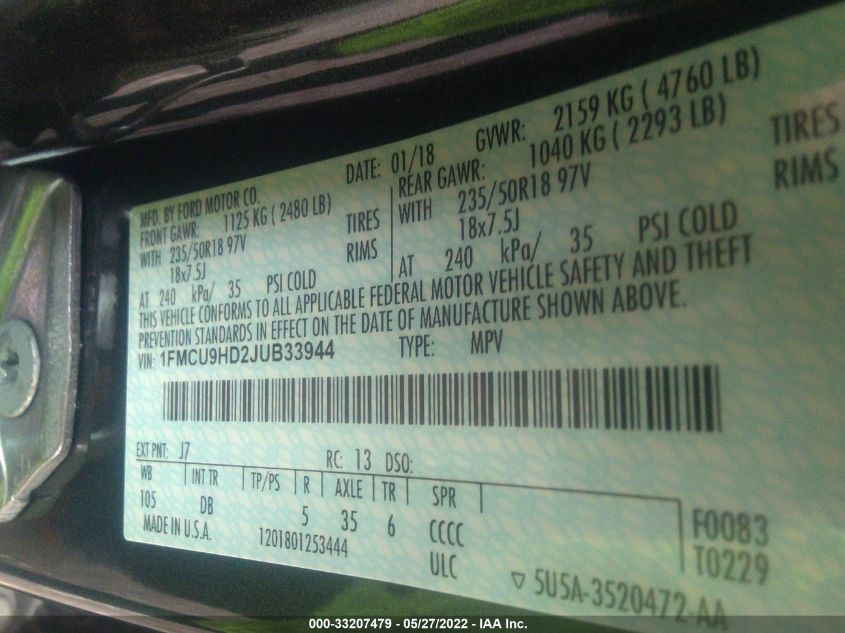 MFD. BY FORD MOTOR CO.
DATE: 01/18
GVWR: 2159 KG ( 4760 LB)
FRONT GAWR: 1125 KG ( 2480 LB)
REAR GAWR: 1040 KG ( 2293 LB)
WITH 235/50R18 97V TIRES
WITH 235/50R18 97V TIRES
18x7.5J RIMS
18x7.5J RIMS
AT 240 kPa/ 35 PSI COLD
AT 240 kPa/ 35 PSI COLD
THIS VEHICLE CONFORMS TO ALL APPLICABLE FEDERAL MOTOR VEHICLE SAFETY AND THEFT
PREVENTION STANDARDS IN EFFECT ON THE DATE OF MANUFACTURE SHOWN ABOVE.
VIN: 1FMCU9HD2JUB33944 TYPE: MPV
EXT PNT: J7 RC: 13 DSO:
WB INT TR TP/PS R AXLE TR SPR
105 DB 5 35 6 CCCC
F0083
MADE IN U.S.A. 1201801253444 ULC
T0229
5U5A-3520472-AA
000-33207479 - 05/27/2022 - IAA Inc.